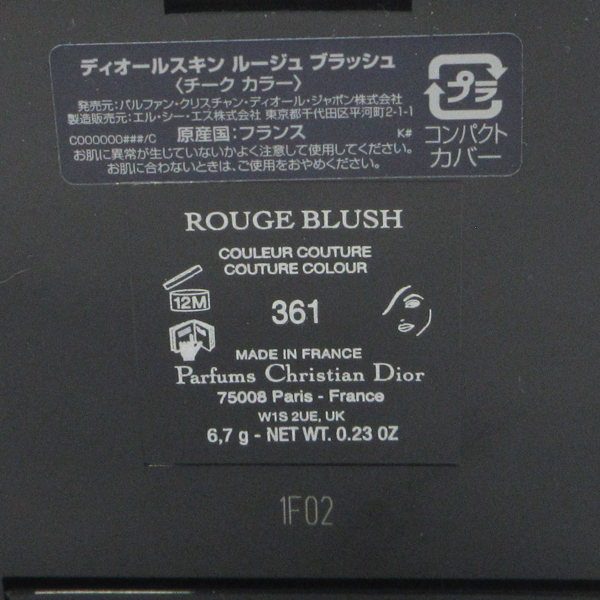 ディオールスキン ルージュ ブラッシュ
〈チーク カラー〉
発売元：パルファン・クリスチャン・ディオール・ジャポン株式会社
製造販売元：エル・シー・エス株式会社 東京都千代田区平河町2-1-1
C000000###/C 原産国：フランス K#
お肌に異常が生じていないかよく注意して使用してください。
お肌に合わないときは、ご使用をおやめください。
プラ
コンパクト
カバー
ROUGE BLUSH
COULEUR COUTURE
COUTURE COLOUR
12M
361
MADE IN FRANCE
Parfums Christian Dior
75008 Paris - France
W1S 2UE, UK
6,7 g - NET WT. 0.23 OZ
1F02